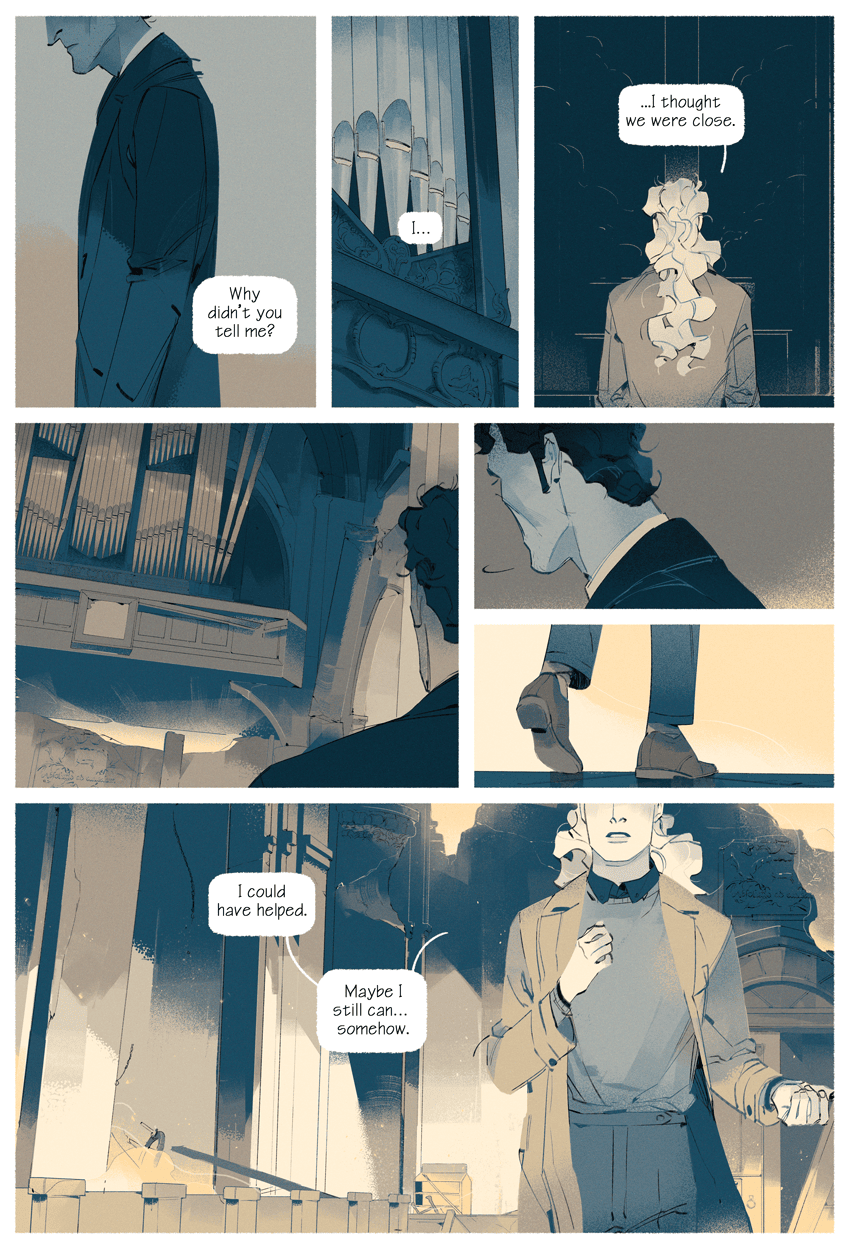 Why
didn't you
tell me?
I...
...I thought
we were close.
I could
have helped.
Maybe I
still can...
somehow.